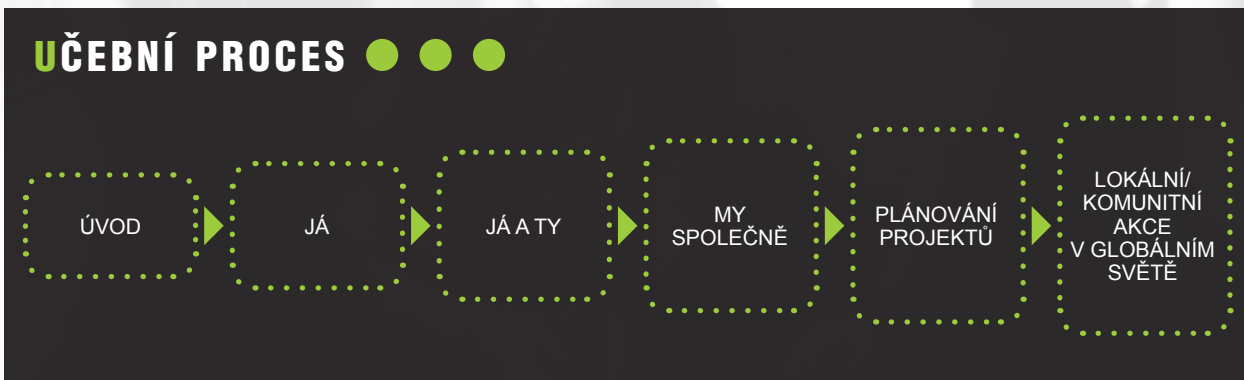 UČEBNÍ PROCES
ÚVOD
JÁ
JÁ A TY
MY
SPOLEČNĚ
PLÁNOVÁNÍ
PROJEKTŮ
LOKÁLNÍ/
KOMUNITNÍ
AKCE
V GLOBÁLNÍM
SVĚTĚ